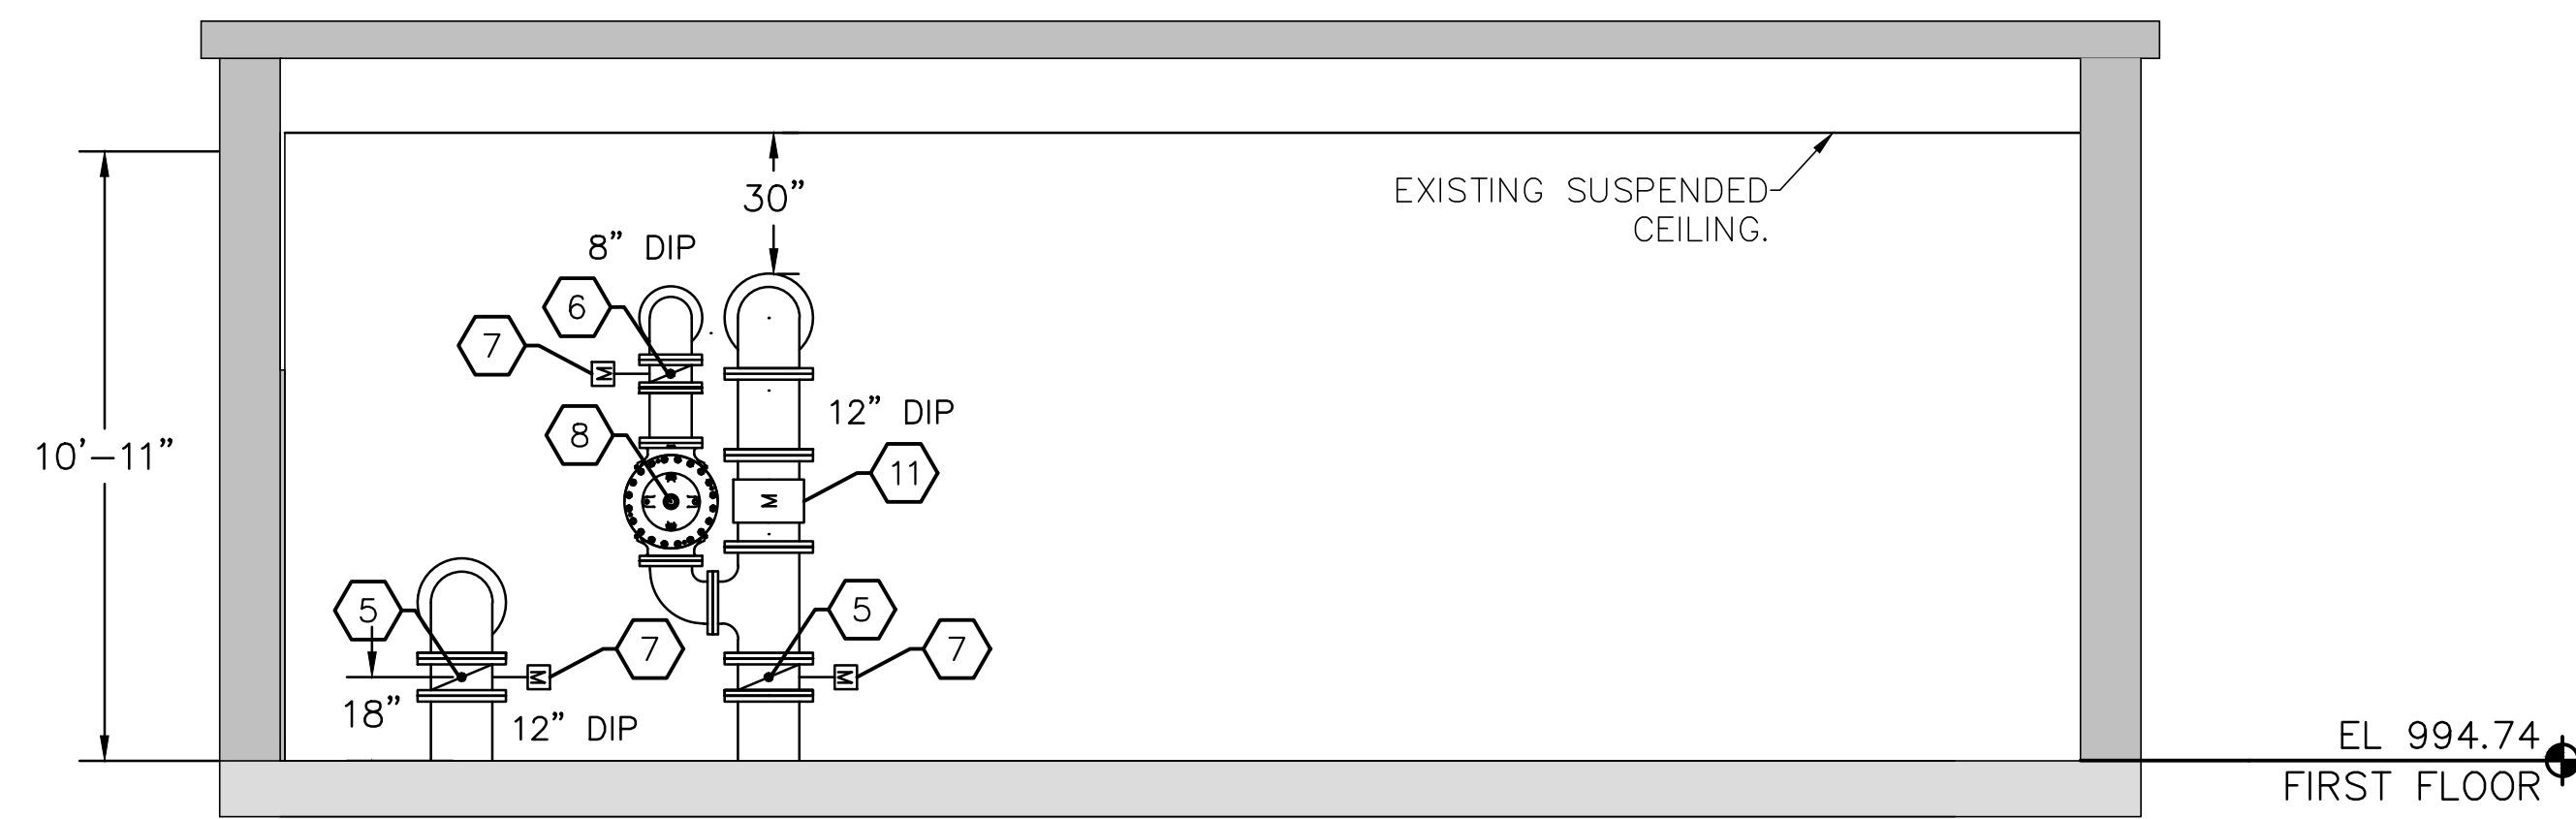 30”
EXISTING SUSPENDED
CEILING.
8” DIP
6
7
12” DIP
8
10’–11”
11
M
M
5
5
7
7
M
M
18”
12” DIP
EL 994.74
FIRST FLOOR